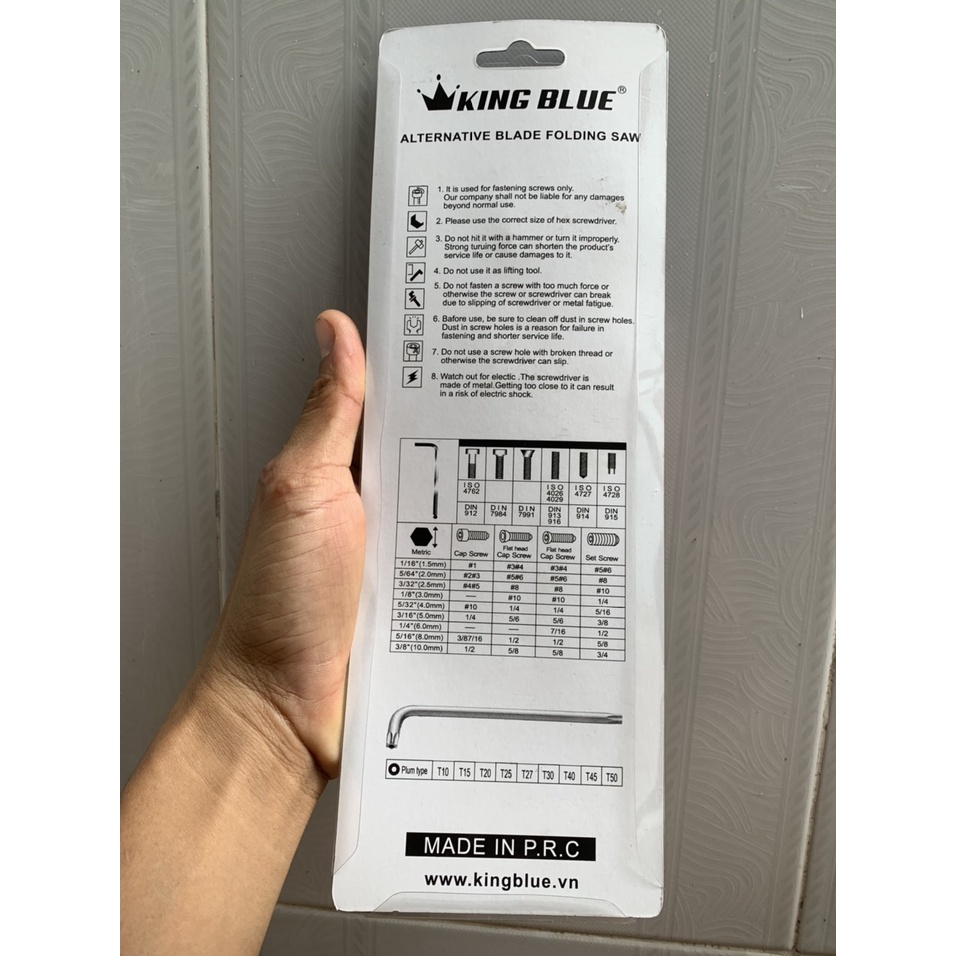 KING BLUE®
ALTERNATIVE BLADE FOLDING SAW
1. It is used for fastening screws only.
Our company shall not be liable for any damages
beyond normal use.
2. Please use the correct size of hex screwdriver.
3. Do not hit it with a hammer or turn it improperly.
Strong turuing force can shorten the product's
service life or cause damages to it.
4. Do not use it as lifting tool.
5. Do not fasten a screw with too much force or
otherwise the screw or screwdriver can break
due to slipping of screwdriver or metal fatigue.
6. Bafore use, be sure to clean off dust in screw holes.
Dust in screw holes is a reason for failure in
fastening and shorter service life.
7. Do not use a screw hole with broken thread or
otherwise the screwdriver can slip.
8. Watch out for electic .The screwdriver is
made of metal.Getting too close to it can result
in a risk of electric shock.
ISO 4762 ISO 4026 4029 ISO 4727 ISO 4728
DIN 912 DIN 7984 DIN 7991 DIN 913 916 DIN 914 DIN 915
Metric Cap Screw Flat head Cap Screw Flat head Cap Screw Set Screw
1/16"(1.5mm) #1 #3#4 #3#4 #5#6
5/64"(2.0mm) #2#3 #5#6 #5#6 #8
3/32"(2.5mm) #4#5 #8 #8 #10
1/8"(3.0mm) — #10 #10 1/4
5/32"(4.0mm) #10 1/4 1/4 5/16
3/16"(5.0mm) 1/4 5/6 5/6 3/8
1/4"(6.0mm) — — 7/16 1/2
5/16"(8.0mm) 3/87/16 1/2 1/2 5/8
3/8"(10.0mm) 1/2 5/8 5/8 3/4
Plum type T10 T15 T20 T25 T27 T30 T40 T45 T50
MADE IN P.R.C
www.kingblue.vn